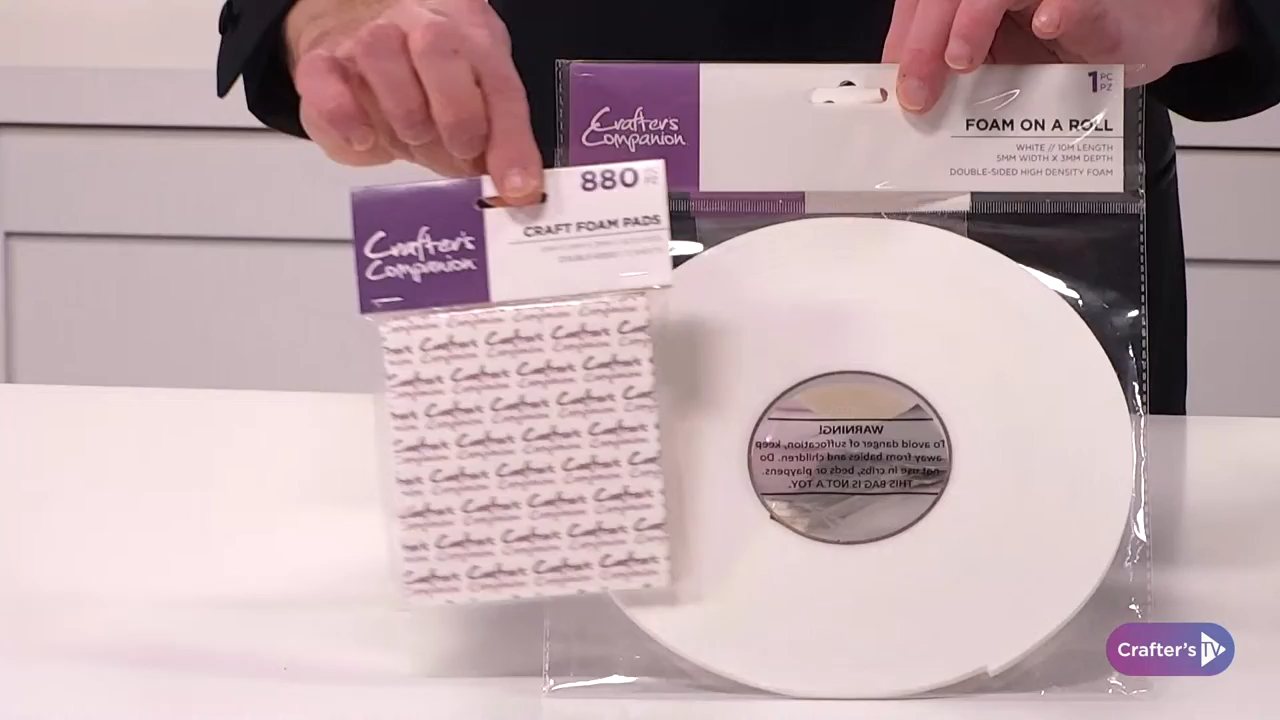 Crafter's
Companion
880
CRAFT FOAM PADS
Crafter's
Companion
1 PC
PZ
FOAM ON A ROLL
WHITE // 10M LENGTH
5MM WIDTH X 3MM DEPTH
DOUBLE-SIDED HIGH DENSITY FOAM
WARNING!
To avoid danger of suffocation, keep
away from babies and children. Do
not use in cribs, beds or playpens.
THIS BAG IS NOT A TOY.
Crafter's TV